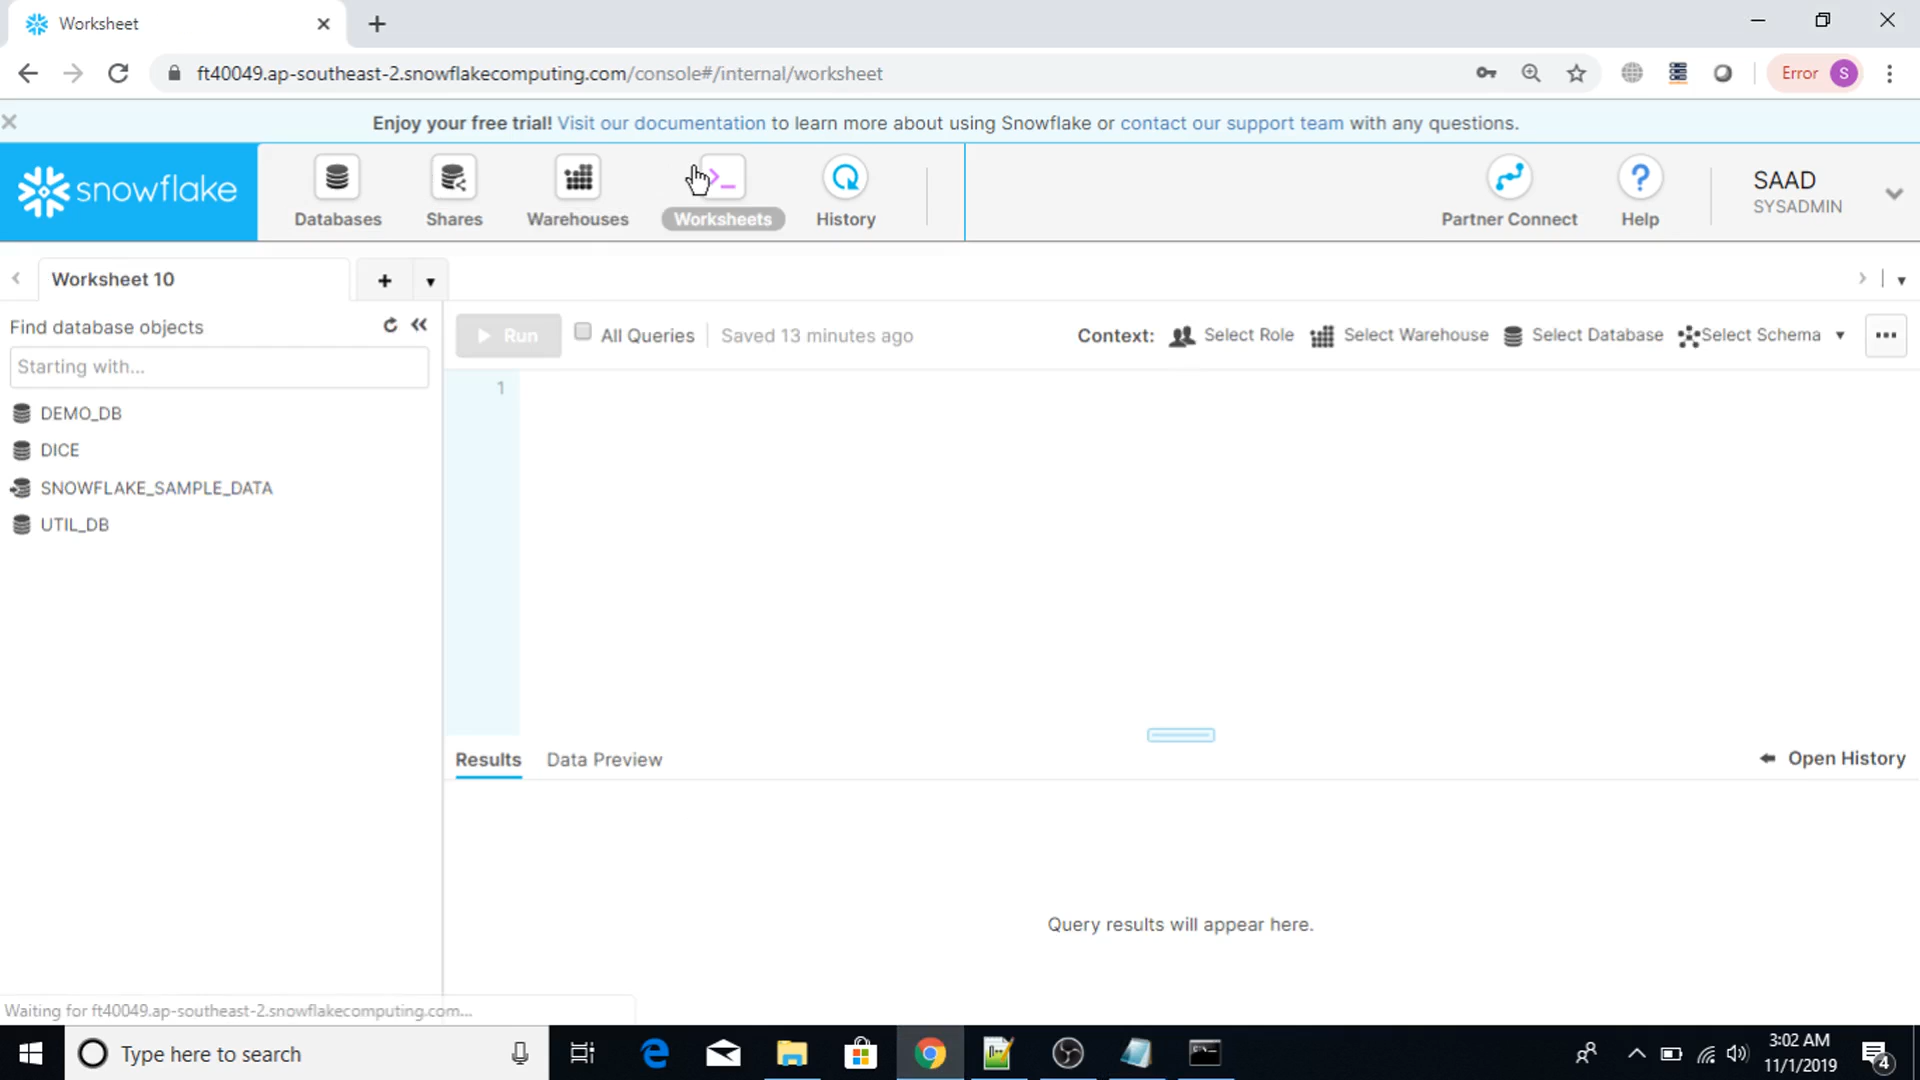 Worksheet
ft40049.ap-southeast-2.snowflakecomputing.com/console#/internal/worksheet
Error S
Enjoy your free trial! Visit our documentation to learn more about using Snowflake or contact our support team with any questions.
snowflake
Databases
Shares
Warehouses
Worksheets
History
Partner Connect
Help
SAAD
SYSADMIN
Worksheet 10
Find database objects
Starting with...
DEMO_DB
DICE
SNOWFLAKE_SAMPLE_DATA
UTIL_DB
Run
All Queries
Saved 13 minutes ago
Context:
Select Role
Select Warehouse
Select Database
Select Schema
1
Results
Data Preview
Open History
Query results will appear here.
Waiting for ft40049.ap-southeast-2.snowflakecomputing.com...
Type here to search
3:02 AM
11/1/2019
4